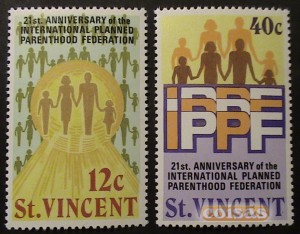 21st. ANNIVERSARY of the
INTERNATIONAL PLANNED
PARENTHOOD FEDERATION
12c
St. VINCENT
40c
IPPF
IPPF
21st. ANNIVERSARY of the
INTERNATIONAL PLANNED
PARENTHOOD FEDERATION
St. VINCENT